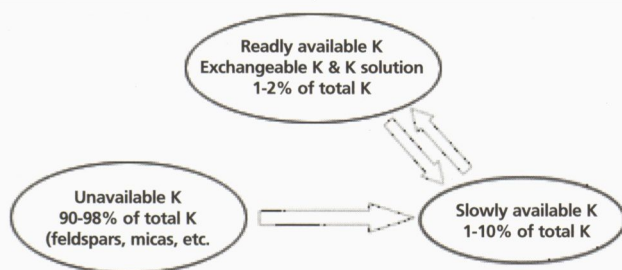 Readly available K
Exchangeable K & K solution
1-2% of total K
Unavailable K
90-98% of total K
(feldspars, micas, etc.
Slowly available K
1-10% of total K